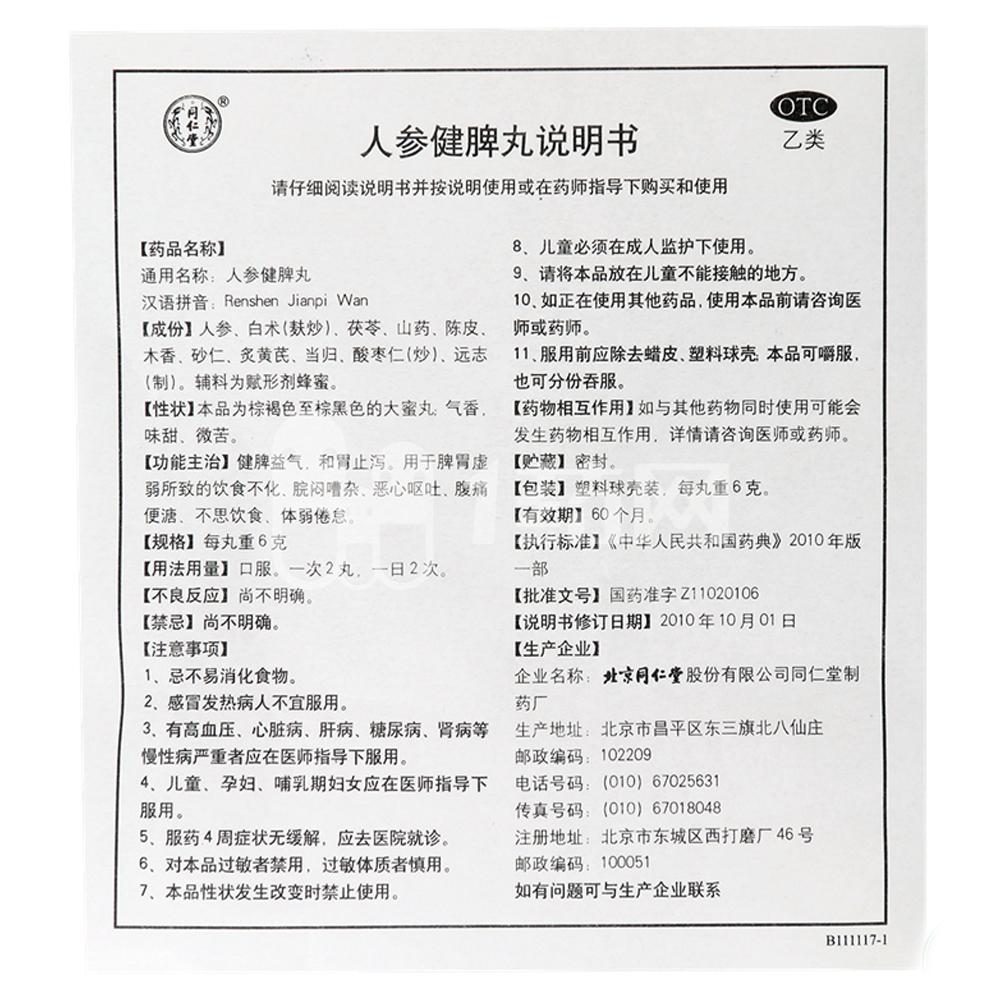 同仁堂
®
OTC
乙类
人参健脾丸说明书
请仔细阅读说明书并按说明使用或在药师指导下购买和使用
【药品名称】
通用名称：人参健脾丸
汉语拼音：Renshen Jianpi Wan
【成份】人参、白术(麸炒)、茯苓、山药、陈皮、
木香、砂仁、炙黄芪、当归、酸枣仁(炒)、远志
(制)。辅料为赋形剂蜂蜜。
【性状】本品为棕褐色至棕黑色的大蜜丸；气香，
味甜、微苦。
【功能主治】健脾益气，和胃止泻。用于脾胃虚
弱所致的饮食不化、脘闷嘈杂、恶心呕吐、腹痛
便溏、不思饮食、体弱倦怠。
【规格】每丸重6克
【用法用量】口服。一次2丸，一日2次。
【不良反应】尚不明确。
【禁忌】尚不明确。
【注意事项】
1、忌不易消化食物。
2、感冒发热病人不宜服用。
3、有高血压、心脏病、肝病、糖尿病、肾病等
慢性病严重者应在医师指导下服用。
4、儿童、孕妇、哺乳期妇女应在医师指导下
服用。
5、服药4周症状无缓解，应去医院就诊。
6、对本品过敏者禁用，过敏体质者慎用。
7、本品性状发生改变时禁止使用。
8、儿童必须在成人监护下使用。
9、请将本品放在儿童不能接触的地方。
10、如正在使用其他药品，使用本品前请咨询医
师或药师。
11、服用前应除去蜡皮、塑料球壳；本品可嚼服，
也可分份吞服。
【药物相互作用】如与其他药物同时使用可能会
发生药物相互作用，详情请咨询医师或药师。
【贮藏】密封。
【包装】塑料球壳装，每丸重6克。
【有效期】60个月。
【执行标准】《中华人民共和国药典》2010年版
一部
【批准文号】国药准字Z11020106
【说明书修订日期】2010年10月01日
【生产企业】
企业名称：北京同仁堂股份有限公司同仁堂制
药厂
生产地址：北京市昌平区东三旗北八仙庄
邮政编码：102209
电话号码：(010) 67025631
传真号码：(010) 67018048
注册地址：北京市东城区西打磨厂46号
邮政编码：100051
如有问题可与生产企业联系
B111117-1